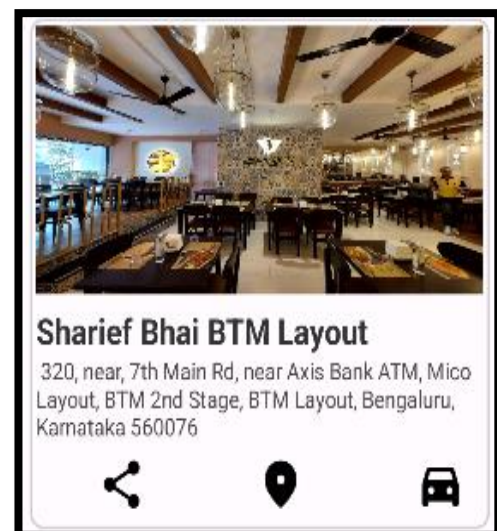 Sharief Bhai BTM Layout
320, near, 7th Main Rd, near Axis Bank ATM, Mico
Layout, BTM 2nd Stage, BTM Layout, Bengaluru,
Karnataka 560076